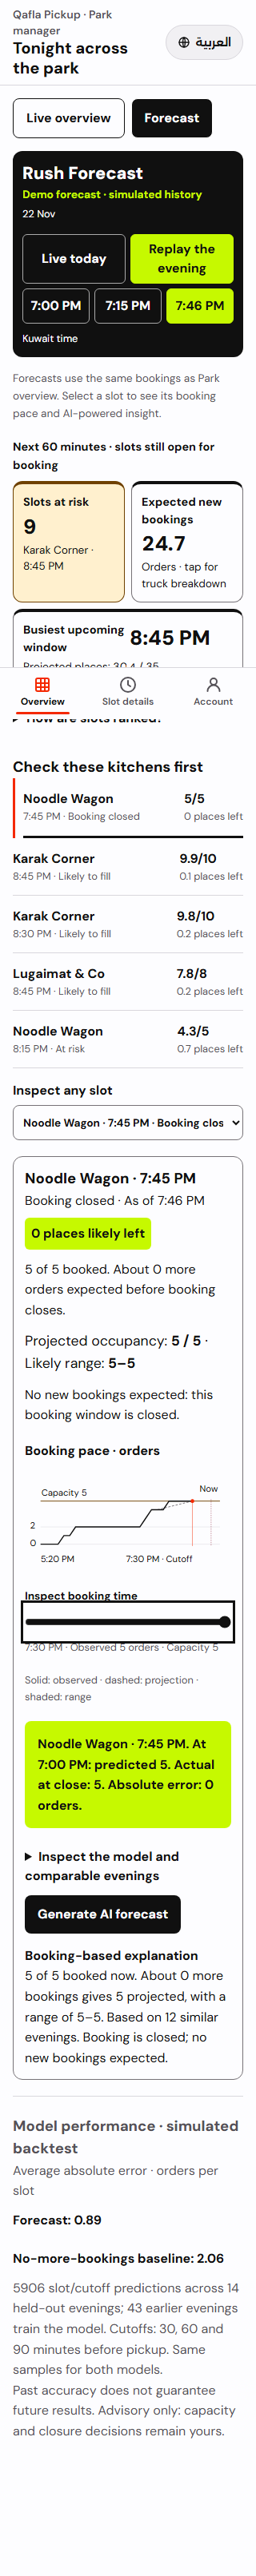 Qafla Pickup · Park
manager
Tonight across
the park
العربية
Live overview
Forecast
Rush Forecast
Demo forecast · simulated history
22 Nov
Live today
Replay the
evening
7:00 PM
7:15 PM
7:46 PM
Kuwait time
Forecasts use the same bookings as Park
overview. Select a slot to see its booking
pace and AI-powered insight.
Next 60 minutes · slots still open for
booking
Slots at risk
9
Karak Corner ·
8:45 PM
Expected new
bookings
24.7
Orders · tap for
truck breakdown
Busiest upcoming
window
8:45 PM
Projected places: 30.4 / 35
Overview
Slot details
Account
How are slots ranked?
Check these kitchens first
Noodle Wagon
5/5
7:45 PM · Booking closed
0 places left
Karak Corner
9.9/10
8:45 PM · Likely to fill
0.1 places left
Karak Corner
9.8/10
8:30 PM · Likely to fill
0.2 places left
Lugaimat & Co
7.8/8
8:45 PM · Likely to fill
0.2 places left
Noodle Wagon
4.3/5
8:15 PM · At risk
0.7 places left
Inspect any slot
Noodle Wagon · 7:45 PM · Booking clos
Noodle Wagon · 7:45 PM
Booking closed · As of 7:46 PM
0 places likely left
5 of 5 booked. About 0 more
orders expected before booking
closes.
Projected occupancy: 5 / 5 ·
Likely range: 5–5
No new bookings expected: this
booking window is closed.
Booking pace · orders
Now
Capacity 5
2
0
5:20 PM
7:30 PM · Cutoff
Inspect booking time
7:30 PM · Observed 5 orders · Capacity 5
Solid: observed · dashed: projection ·
shaded: range
Noodle Wagon · 7:45 PM. At
7:00 PM: predicted 5. Actual
at close: 5. Absolute error: 0
orders.
Inspect the model and
comparable evenings
Generate AI forecast
Booking-based explanation
5 of 5 booked now. About 0 more
bookings gives 5 projected, with a
range of 5–5. Based on 12 similar
evenings. Booking is closed; no
new bookings expected.
Model performance · simulated
backtest
Average absolute error · orders per
slot
Forecast: 0.89
No-more-bookings baseline: 2.06
5906 slot/cutoff predictions across 14
held-out evenings; 43 earlier evenings
train the model. Cutoffs: 30, 60 and
90 minutes before pickup. Same
samples for both models.
Past accuracy does not guarantee
future results. Advisory only: capacity
and closure decisions remain yours.